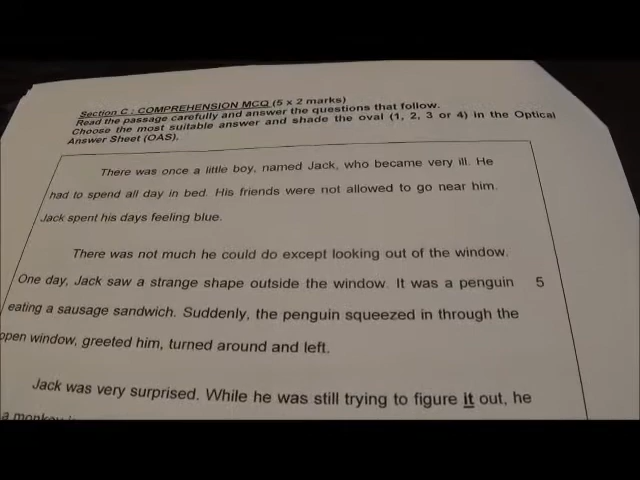 Section C : COMPREHENSION MCQ (5 x 2 marks)
Read the passage carefully and answer the questions that follow.
Choose the most suitable answer and shade the oval (1, 2, 3 or 4) in the Optical
Answer Sheet (OAS).
There was once a little boy, named Jack, who became very ill. He
had to spend all day in bed. His friends were not allowed to go near him.
Jack spent his days feeling blue.
There was not much he could do except looking out of the window.
One day, Jack saw a strange shape outside the window. It was a penguin 5
eating a sausage sandwich. Suddenly, the penguin squeezed in through the
open window, greeted him, turned around and left.
Jack was very surprised. While he was still trying to figure it out, he
a monkey